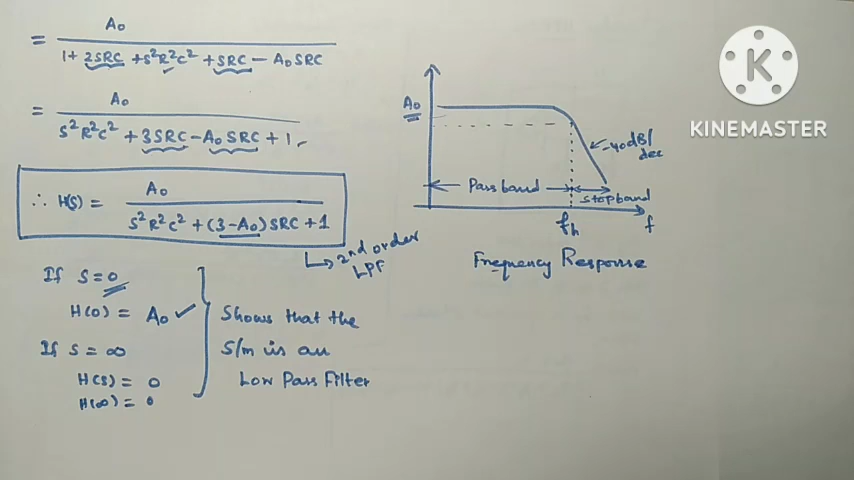 = A₀ / (1 + 2SRC + S²R²C² + SRC − A₀SRC)
= A₀ / (S²R²C² + 3SRC − A₀SRC + 1)
∴ H(S) = A₀ / (S²R²C² + (3−A₀)SRC + 1)
↳ 2nd order
LPF
If S=0
H(0) = A₀ ✓
If S = ∞
H(S) = 0
H(∞) = 0
Shows that the
S/m is an
Low Pass Filter
A₀
-40dB/
dec
Pass band
stopband
fh
f
Frequency Response
K
KINEMASTER